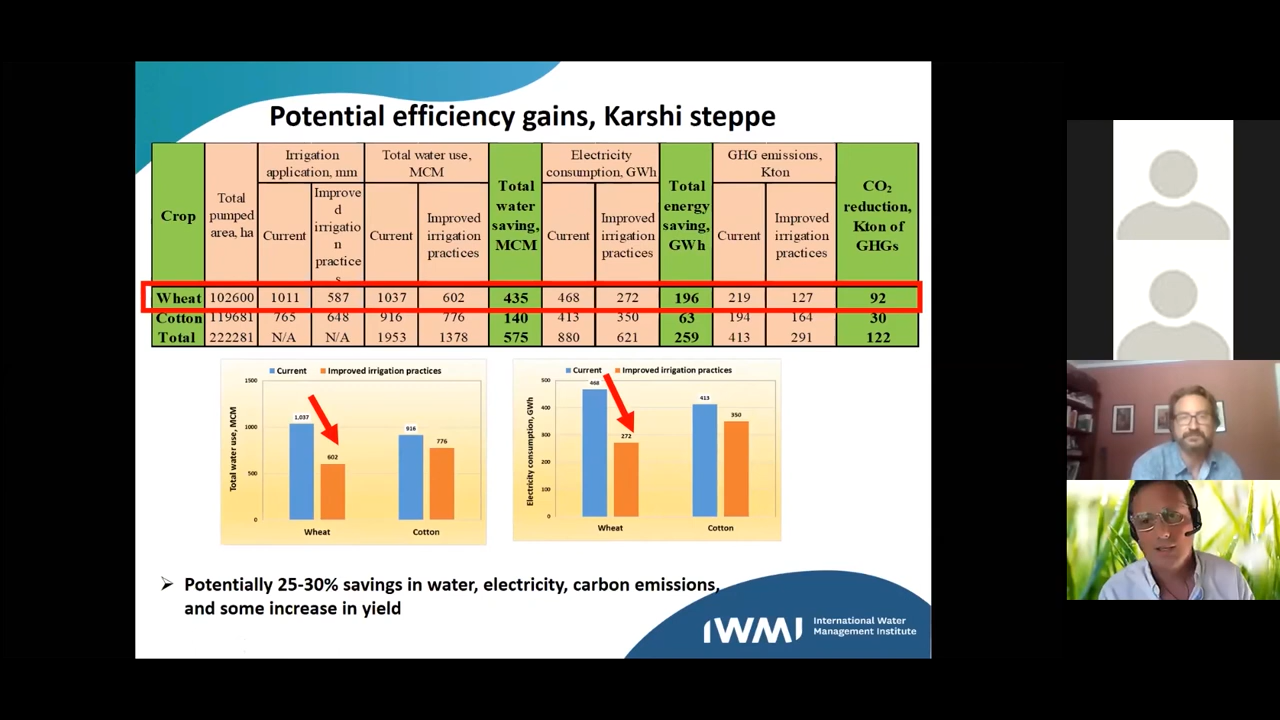 Potential efficiency gains, Karshi steppe
Crop
Total
pumped
area, ha
Irrigation
application, mm
Current
Improve
d
irrigatio
n
practice
s
Total water use,
MCM
Current
Improved
irrigation
practices
Total
water
saving,
MCM
Electricity
consumption, GWh
Current
Improved
irrigation
practices
Total
energy
saving,
GWh
GHG emissions,
Kton
Current
Improved
irrigation
practices
CO₂
reduction,
Kton of
GHGs
Wheat 102600 1011 587 1037 602 435 468 272 196 219 127 92
Cotton 119681 765 648 916 776 140 413 350 63 194 164 30
Total 222281 N/A N/A 1953 1378 575 880 621 259 413 291 122
Current Improved irrigation practices
Total water use, MCM
1500
1000
500
0
1,037
602
916
776
Wheat Cotton
Current Improved irrigation practices
Electricity consumption, GWh
500
400
300
200
100
0
468
272
413
350
Wheat Cotton
➢ Potentially 25-30% savings in water, electricity, carbon emissions,
and some increase in yield
IWMI
International Water
Management Institute